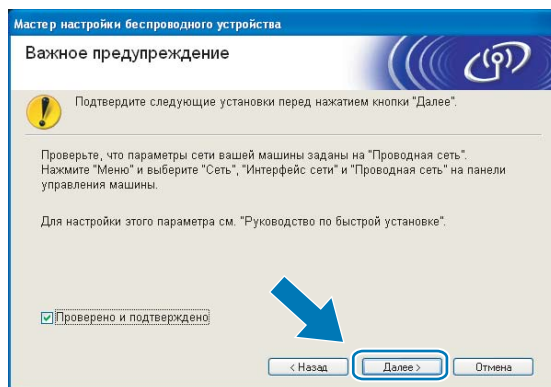 Мастер настройки беспроводного устройства
Важное предупреждение
Подтвердите следующие установки перед нажатием кнопки "Далее".
Проверьте, что параметры сети вашей машины заданы на "Проводная сеть".
Нажмите "Меню" и выберите "Сеть", "Интерфейс сети" и "Проводная сеть" на панели
управления машины.
Для настройки этого параметра см. "Руководство по быстрой установке".
Проверено и подтверждено
< Назад
Далее >
Отмена